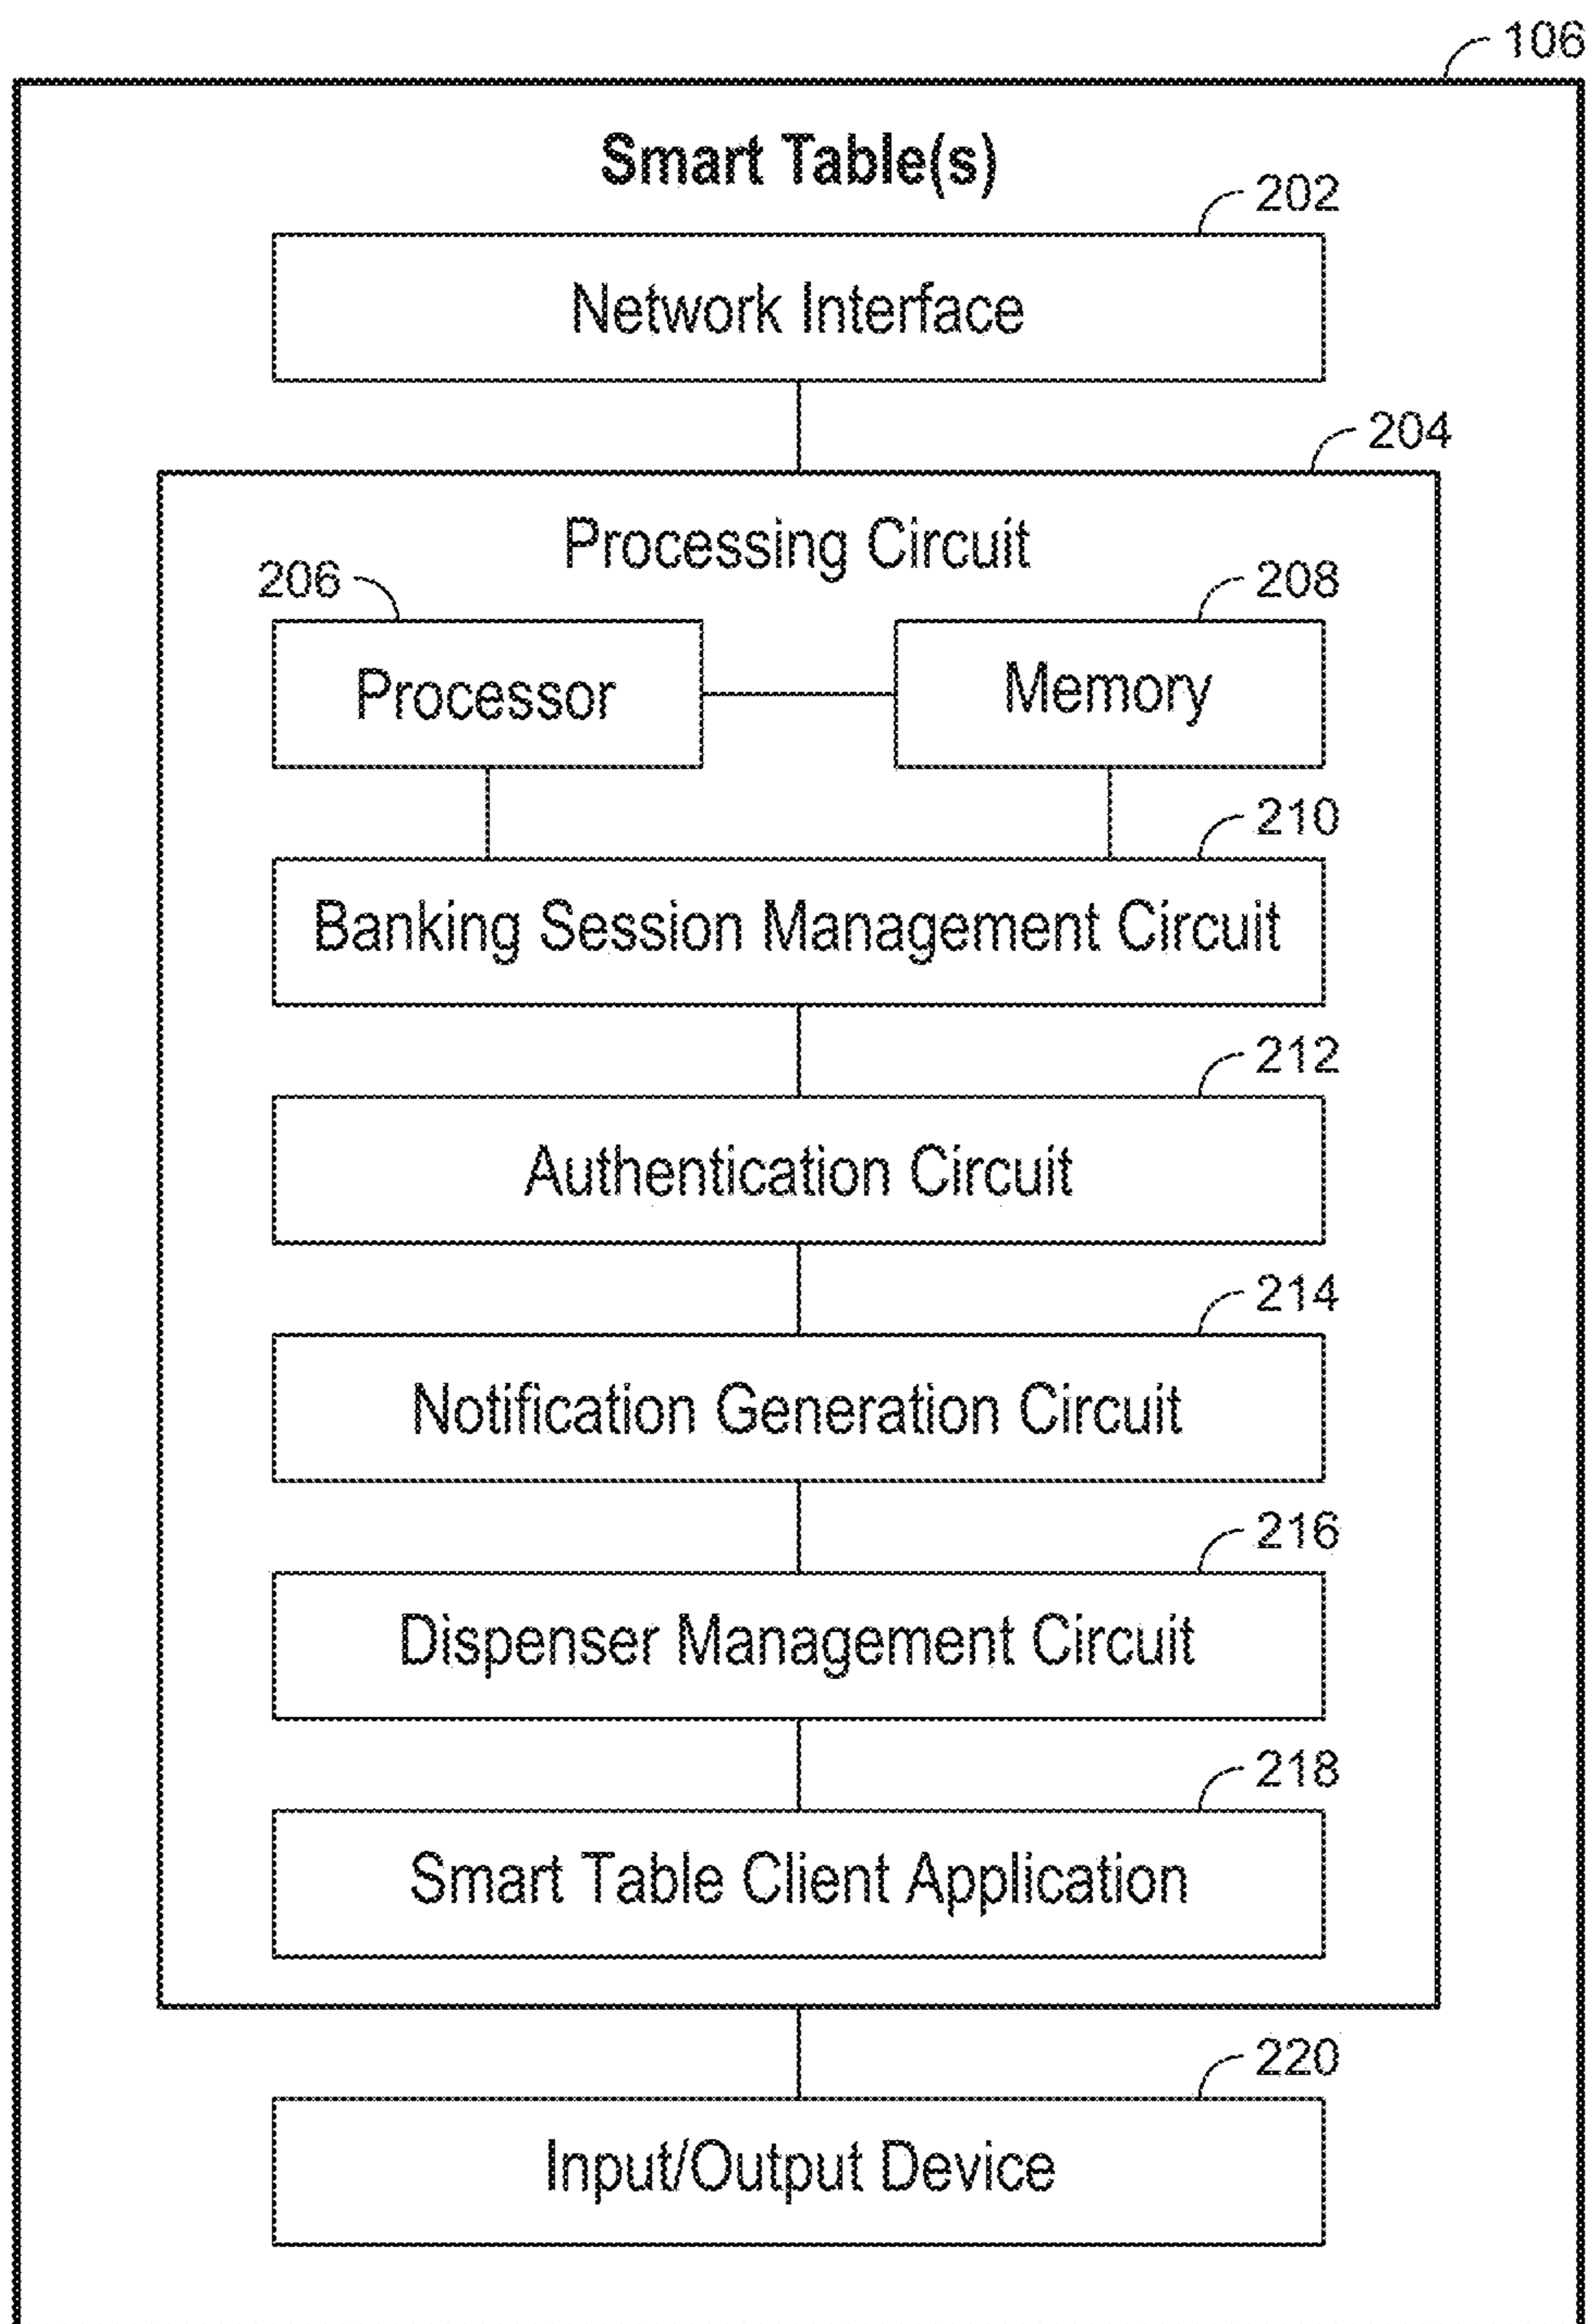 106
Smart Table(s)
202
Network Interface
204
Processing Circuit
206
208
Processor
Memory
210
Banking Session Management Circuit
212
Authentication Circuit
214
Notification Generation Circuit
216
Dispenser Management Circuit
218
Smart Table Client Application
220
Input/Output Device